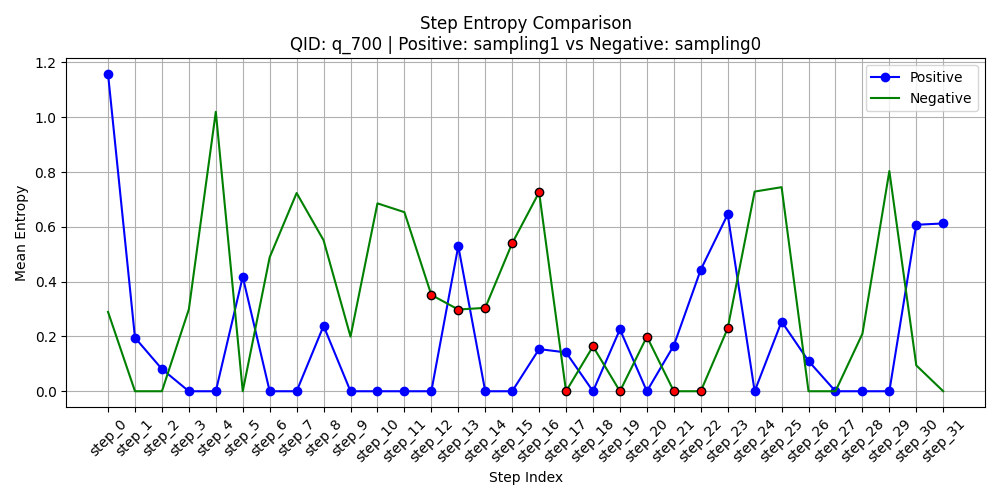 Step Entropy Comparison
QID: q_700 | Positive: sampling1 vs Negative: sampling0
Positive
Negative
Mean Entropy
1.2
1.0
0.8
0.6
0.4
0.2
0.0
step_0
step_1
step_2
step_3
step_4
step_5
step_6
step_7
step_8
step_9
step_10
step_11
step_12
step_13
step_14
step_15
step_16
step_17
step_18
step_19
step_20
step_21
step_22
step_23
step_24
step_25
step_26
step_27
step_28
step_29
step_30
step_31
Step Index